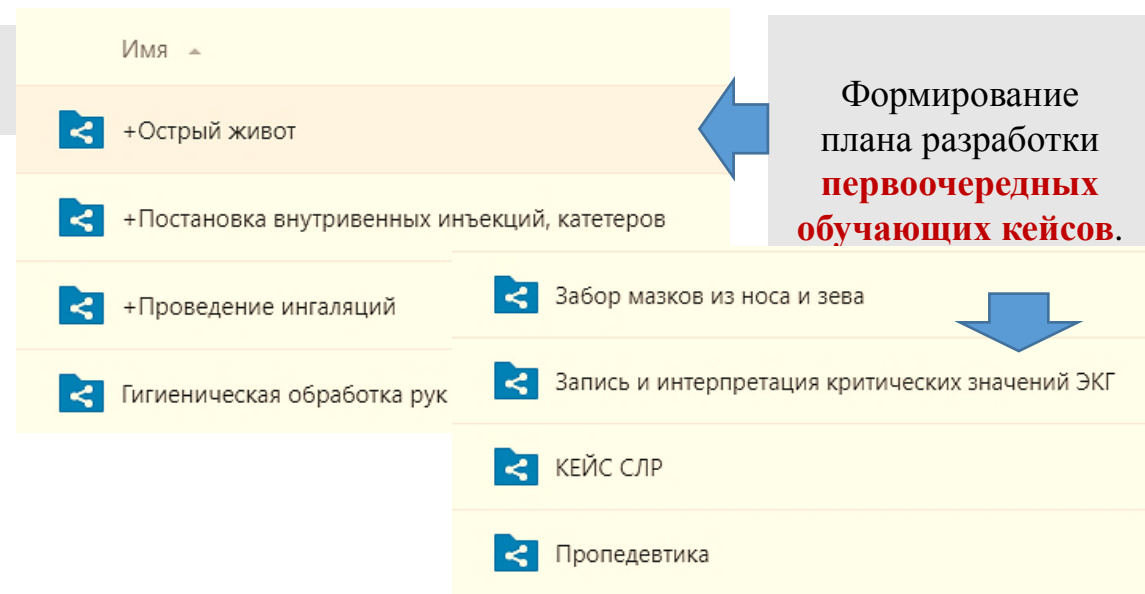 Имя
+Острый живот
+Постановка внутривенных инъекций, катетеров
+Проведение ингаляций
Гигиеническая обработка рук
Формирование
плана разработки
первоочередных
обучающих кейсов.
Забор мазков из носа и зева
Запись и интерпретация критических значений ЭКГ
КЕЙС СЛР
Пропедевтика